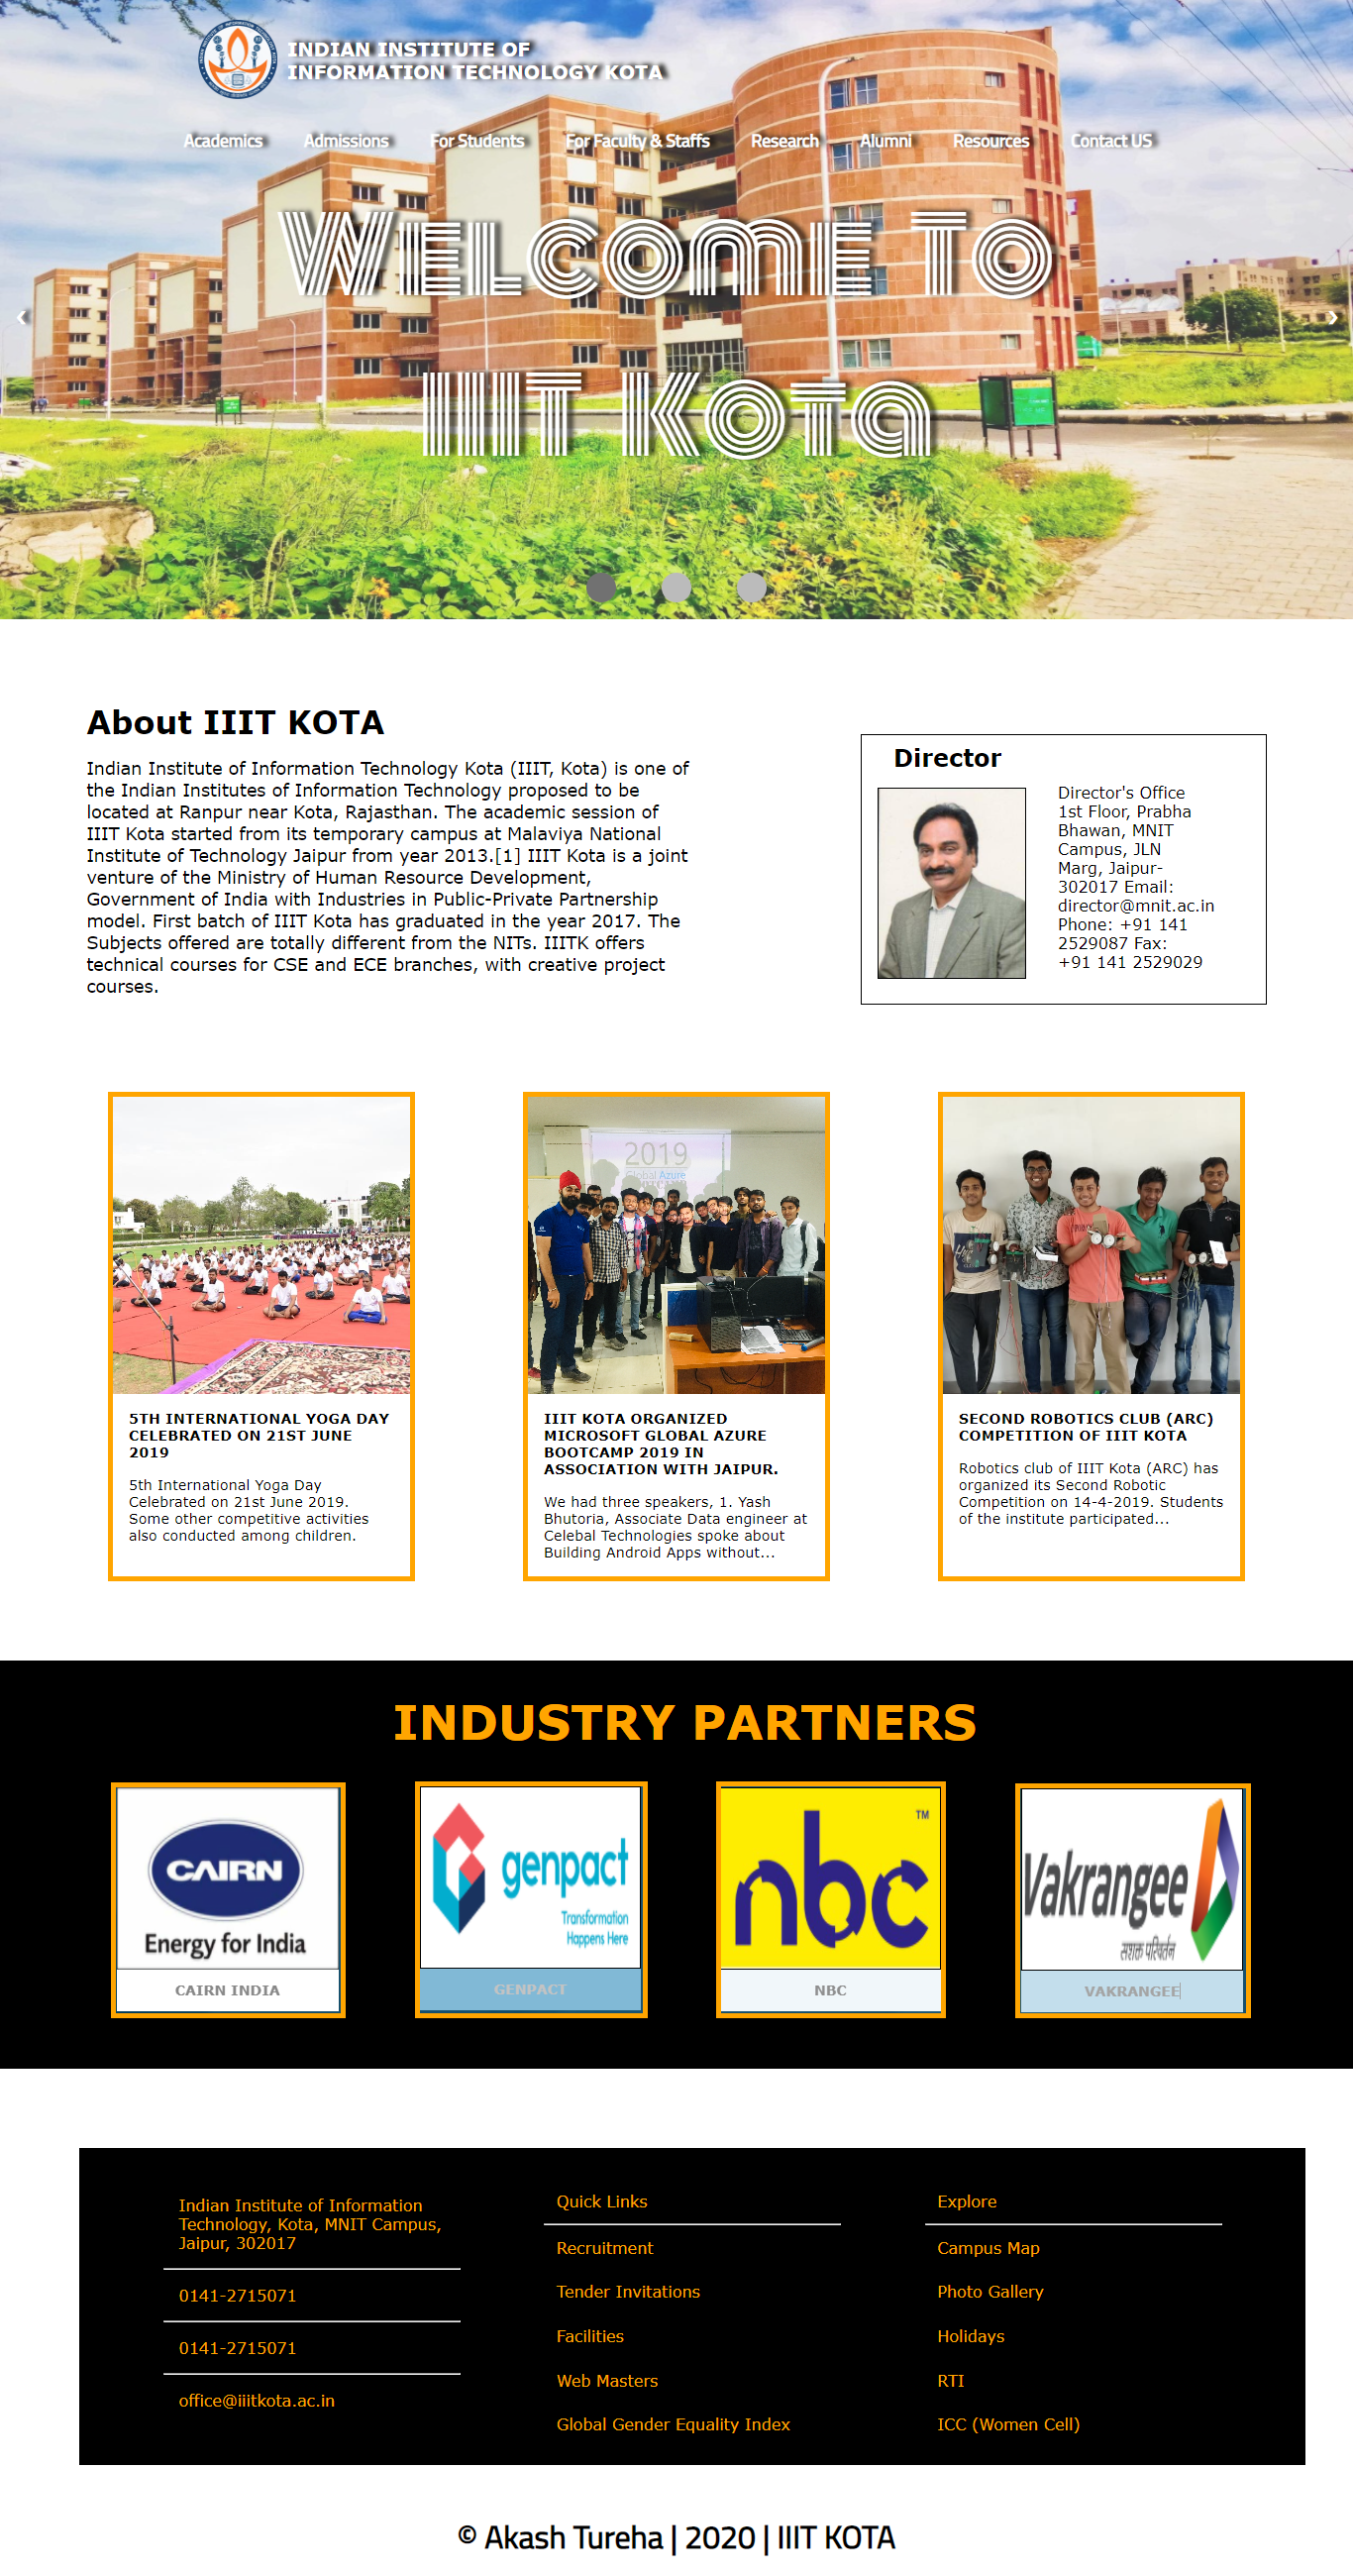 INDIAN INSTITUTE OF
INFORMATION TECHNOLOGY KOTA
Academics
Admissions
For Students
For Faculty & Staffs
Research
Alumni
Resources
Contact US
Welcome To
IIIT Kota
About IIIT KOTA
Indian Institute of Information Technology Kota (IIIT, Kota) is one of
the Indian Institutes of Information Technology proposed to be
located at Ranpur near Kota, Rajasthan. The academic session of
IIIT Kota started from its temporary campus at Malaviya National
Institute of Technology Jaipur from year 2013.[1] IIIT Kota is a joint
venture of the Ministry of Human Resource Development,
Government of India with Industries in Public-Private Partnership
model. First batch of IIIT Kota has graduated in the year 2017. The
Subjects offered are totally different from the NITs. IIITK offers
technical courses for CSE and ECE branches, with creative project
courses.
Director
Director's Office
1st Floor, Prabha
Bhawan, MNIT
Campus, JLN
Marg, Jaipur-
302017 Email:
director@mnit.ac.in
Phone: +91 141
2529087 Fax:
+91 141 2529029
5TH INTERNATIONAL YOGA DAY
CELEBRATED ON 21ST JUNE
2019
5th International Yoga Day
Celebrated on 21st June 2019.
Some other competitive activities
also conducted among children.
2019
Global Azure
IIIT KOTA ORGANIZED
MICROSOFT GLOBAL AZURE
BOOTCAMP 2019 IN
ASSOCIATION WITH JAIPUR.
We had three speakers, 1. Yash
Bhutoria, Associate Data engineer at
Celebal Technologies spoke about
Building Android Apps without...
SECOND ROBOTICS CLUB (ARC)
COMPETITION OF IIIT KOTA
Robotics club of IIIT Kota (ARC) has
organized its Second Robotic
Competition on 14-4-2019. Students
of the institute participated...
INDUSTRY PARTNERS
CAIRN
Energy for India
CAIRN INDIA
genpact
Transformation
Happens Here
GENPACT
nbc
TM
NBC
Vakrangee
सशक्त परिवर्तन
VAKRANGEE
Indian Institute of Information
Technology, Kota, MNIT Campus,
Jaipur, 302017
0141-2715071
0141-2715071
office@iiitkota.ac.in
Quick Links
Recruitment
Tender Invitations
Facilities
Web Masters
Global Gender Equality Index
Explore
Campus Map
Photo Gallery
Holidays
RTI
ICC (Women Cell)
© Akash Tureha | 2020 | IIIT KOTA